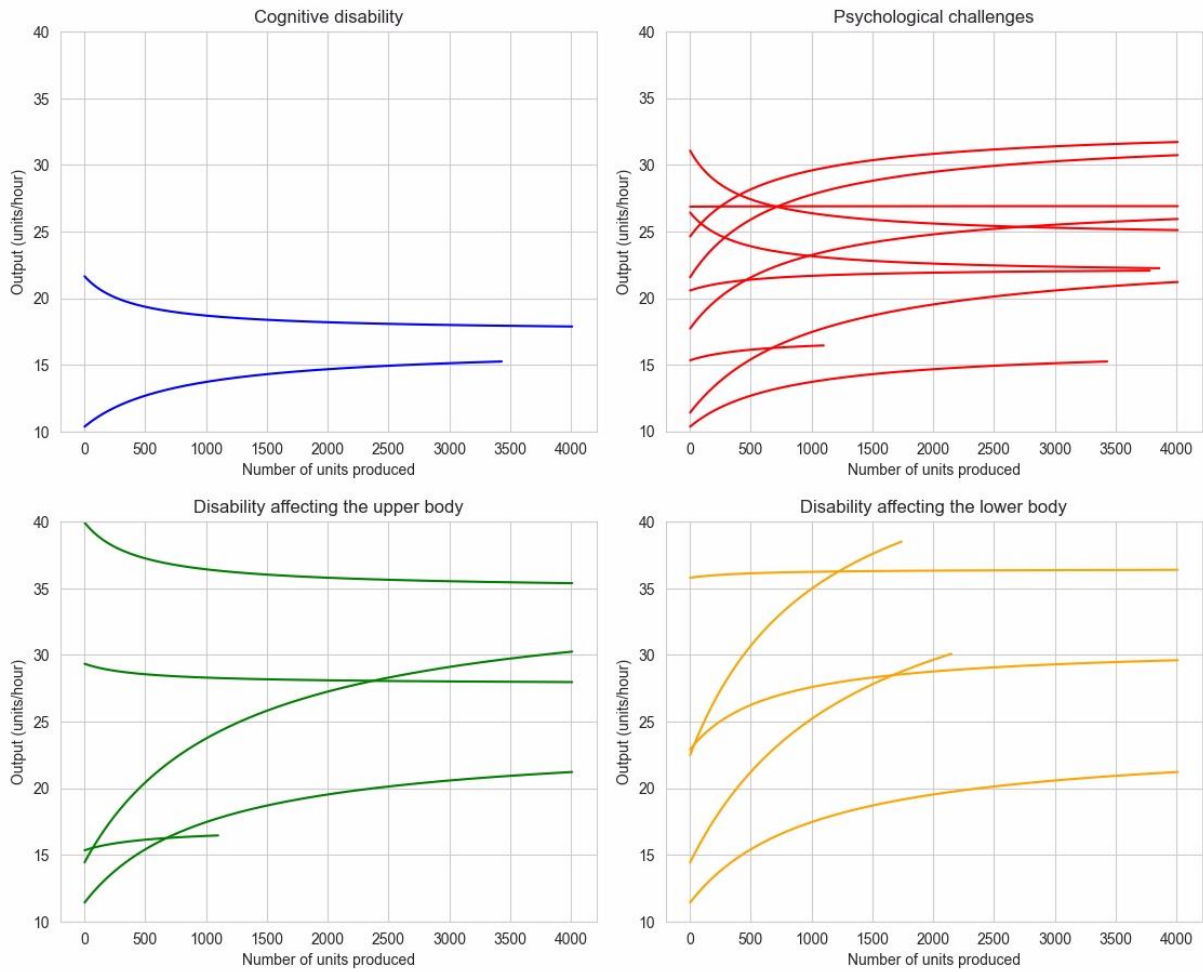 Cognitive disability
40
35
30
25
20
15
10
Output (units/hour)
0 500 1000 1500 2000 2500 3000 3500 4000
Number of units produced
Psychological challenges
40
35
30
25
20
15
10
Output (units/hour)
0 500 1000 1500 2000 2500 3000 3500 4000
Number of units produced
Disability affecting the upper body
40
35
30
25
20
15
10
Output (units/hour)
0 500 1000 1500 2000 2500 3000 3500 4000
Number of units produced
Disability affecting the lower body
40
35
30
25
20
15
10
Output (units/hour)
0 500 1000 1500 2000 2500 3000 3500 4000
Number of units produced